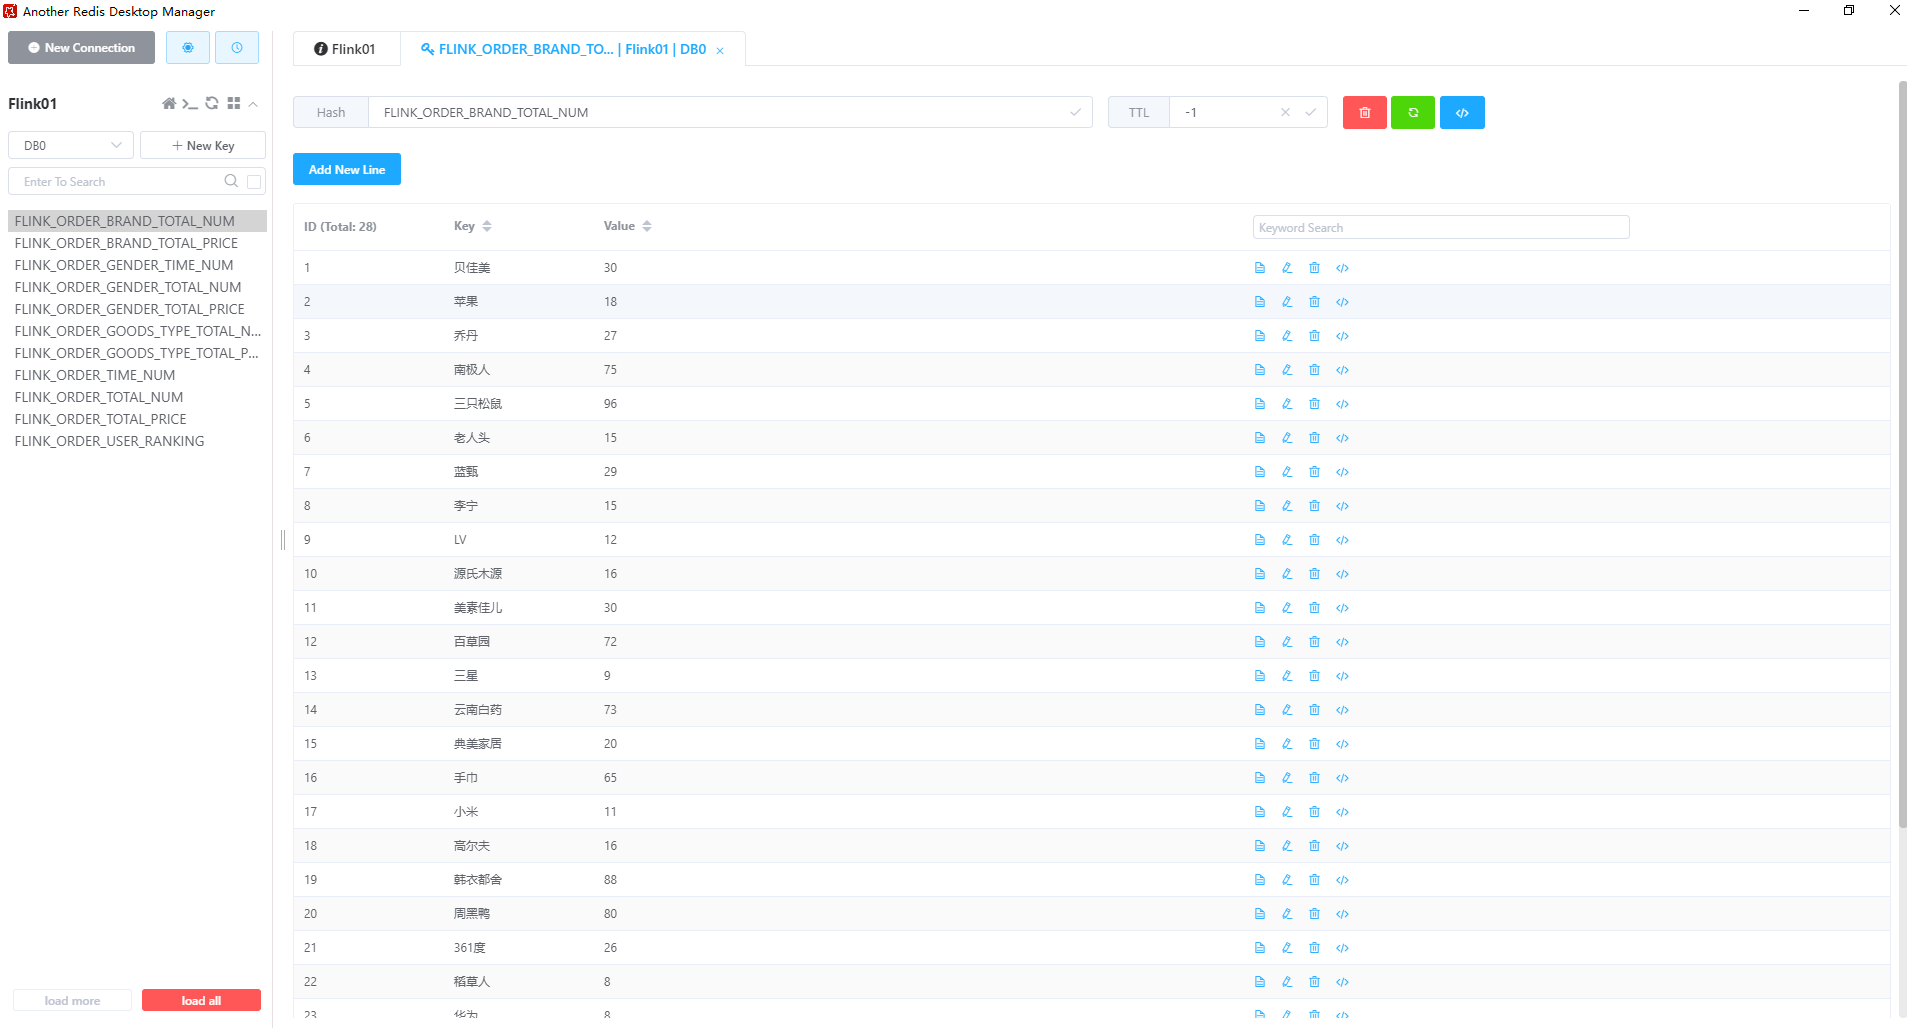 Another Redis Desktop Manager
New Connection
Flink01
FLINK_ORDER_BRAND_TO... | Flink01 | DB0
Flink01
Hash FLINK_ORDER_BRAND_TOTAL_NUM
TTL -1
DB0
New Key
Enter To Search
Add New Line
FLINK_ORDER_BRAND_TOTAL_NUM
FLINK_ORDER_BRAND_TOTAL_PRICE
FLINK_ORDER_GENDER_TIME_NUM
FLINK_ORDER_GENDER_TOTAL_NUM
FLINK_ORDER_GENDER_TOTAL_PRICE
FLINK_ORDER_GOODS_TYPE_TOTAL_N...
FLINK_ORDER_GOODS_TYPE_TOTAL_P...
FLINK_ORDER_TIME_NUM
FLINK_ORDER_TOTAL_NUM
FLINK_ORDER_TOTAL_PRICE
FLINK_ORDER_USER_RANKING
load more
load all
ID (Total: 28) Key Value Keyword Search
1 贝佳美 30
2 苹果 18
3 乔丹 27
4 南极人 75
5 三只松鼠 96
6 老人头 15
7 蓝甄 29
8 李宁 15
9 LV 12
10 源氏木源 16
11 美素佳儿 30
12 百草园 72
13 三星 9
14 云南白药 73
15 典美家居 20
16 手巾 65
17 小米 11
18 高尔夫 16
19 韩衣都舍 88
20 周黑鸭 80
21 361度 26
22 稻草人 8
23 华为 8